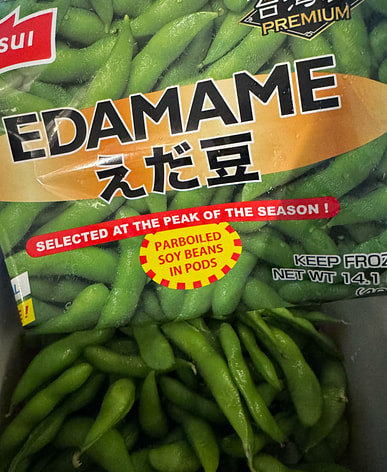 SUI
PREMIUM
EDAMAME
えだ豆
SELECTED AT THE PEAK OF THE SEASON !
PARBOILED
SOY BEANS
IN PODS
KEEP FROZ
NET WT 14.1